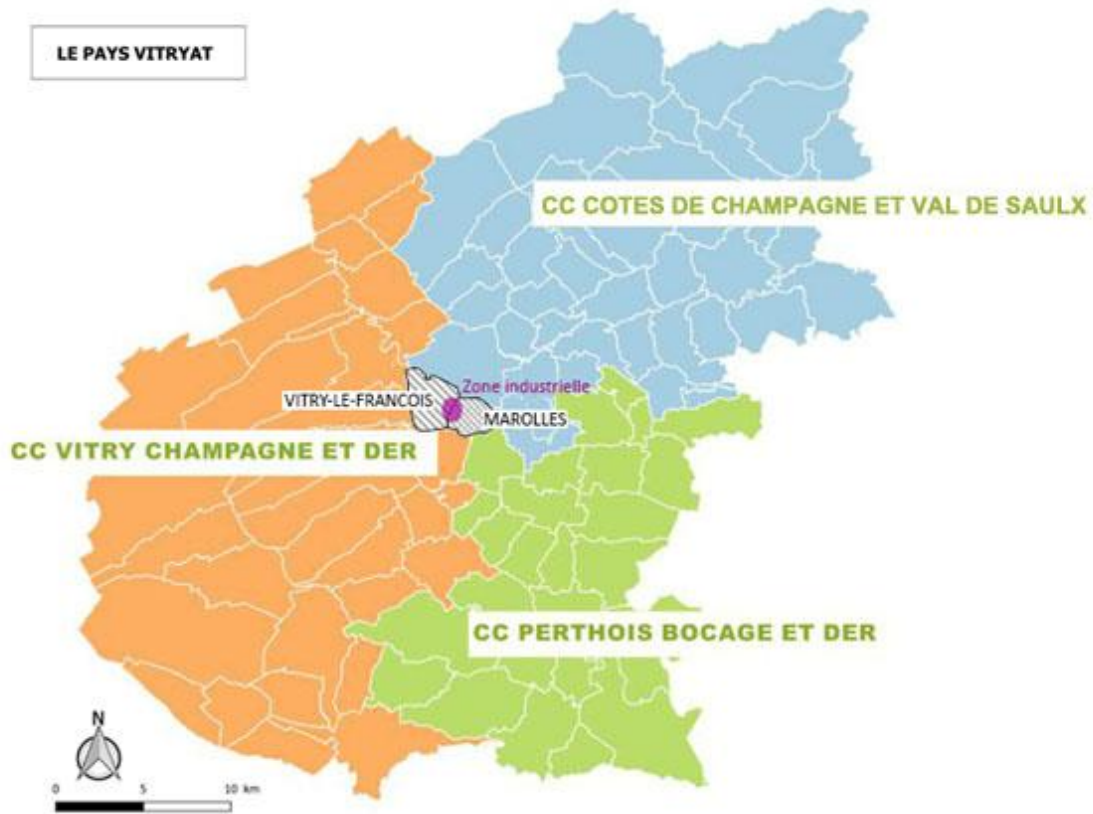 LE PAYS VITRYAT
CC COTES DE CHAMPAGNE ET VAL DE SAULX
Zone industrielle
VITRY-LE-FRANCOIS
MAROLLES
CC VITRY CHAMPAGNE ET DER
CC PERTHOIS BOCAGE ET DER
N
0 5 10 km